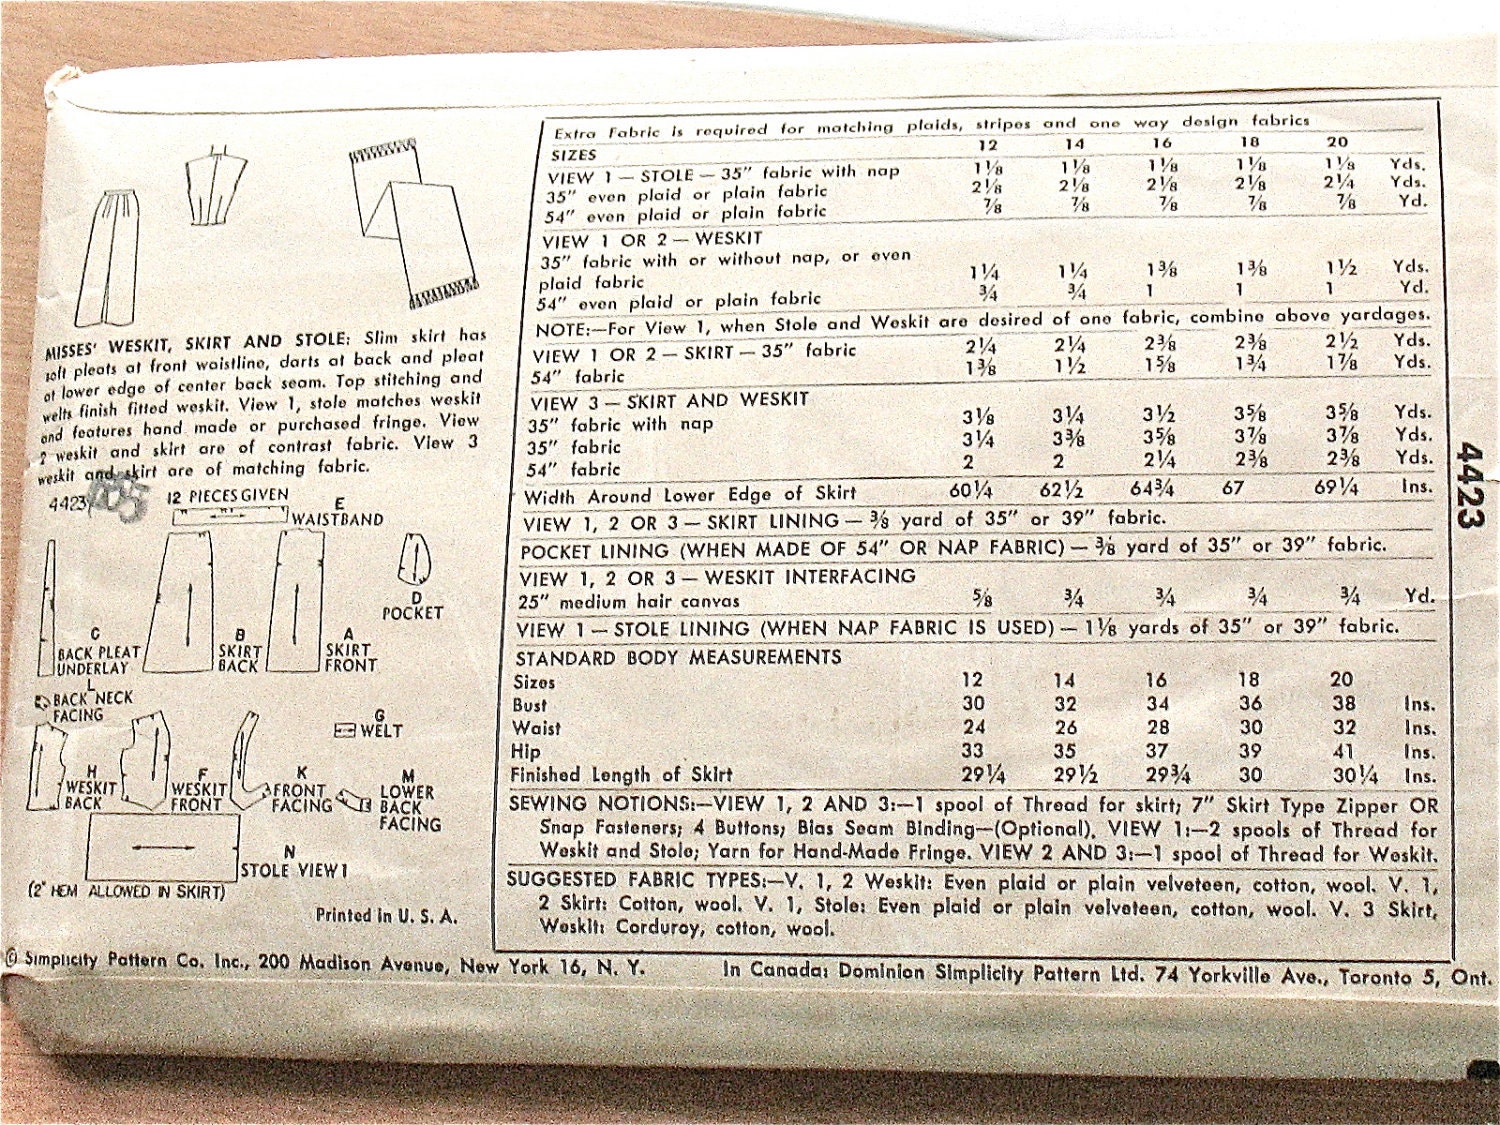 MISSES' WESKIT, SKIRT AND STOLE: Slim skirt has
soft pleats at front waistline, darts at back and pleat
at lower edge of center back seam. Top stitching and
welts finish fitted weskit. View 1, stole matches weskit
and features hand made or purchased fringe. View
2 weskit and skirt are of contrast fabric. View 3
weskit and skirt are of matching fabric.
4423
12 PIECES GIVEN
E
WAISTBAND
D
POCKET
C
BACK PLEAT
UNDERLAY
B
SKIRT
BACK
A
SKIRT
FRONT
L
BACK NECK
FACING
G
WELT
H
WESKIT
BACK
F
WESKIT
FRONT
K
FRONT
FACING
M
LOWER
BACK
FACING
N
STOLE VIEW 1
(2" HEM ALLOWED IN SKIRT)
Printed in U. S. A.
Extra Fabric is required for matching plaids, stripes and one way design fabrics
SIZES 12 14 16 18 20
VIEW 1 — STOLE — 35" fabric with nap 1⅛ 1⅛ 1⅛ 1⅛ 1⅛ Yds.
35" even plaid or plain fabric 2⅛ 2⅛ 2⅛ 2⅛ 2¼ Yds.
54" even plaid or plain fabric ⅞ ⅞ ⅞ ⅞ ⅞ Yd.
VIEW 1 OR 2 — WESKIT
35" fabric with or without nap, or even
plaid fabric 1¼ 1¼ 1⅜ 1⅜ 1½ Yds.
54" even plaid or plain fabric ¾ ¾ 1 1 1 Yd.
NOTE:—For View 1, when Stole and Weskit are desired of one fabric, combine above yardages.
VIEW 1 OR 2 — SKIRT — 35" fabric 2¼ 2¼ 2⅜ 2⅜ 2½ Yds.
54" fabric 1⅜ 1½ 1⅝ 1¾ 1⅞ Yds.
VIEW 3 — SKIRT AND WESKIT
35" fabric with nap 3⅛ 3¼ 3½ 3⅝ 3⅝ Yds.
35" fabric 3¼ 3⅜ 3⅝ 3⅞ 3⅞ Yds.
54" fabric 2 2 2¼ 2⅜ 2⅜ Yds.
Width Around Lower Edge of Skirt 60¼ 62½ 64¾ 67 69¼ Ins.
VIEW 1, 2 OR 3 — SKIRT LINING — ⅜ yard of 35" or 39" fabric.
POCKET LINING (WHEN MADE OF 54" OR NAP FABRIC) — ⅜ yard of 35" or 39" fabric.
VIEW 1, 2 OR 3 — WESKIT INTERFACING
25" medium hair canvas ⅝ ¾ ¾ ¾ ¾ Yd.
VIEW 1 — STOLE LINING (WHEN NAP FABRIC IS USED) — 1⅛ yards of 35" or 39" fabric.
STANDARD BODY MEASUREMENTS
Sizes 12 14 16 18 20
Bust 30 32 34 36 38 Ins.
Waist 24 26 28 30 32 Ins.
Hip 33 35 37 39 41 Ins.
Finished Length of Skirt 29¼ 29½ 29¾ 30 30¼ Ins.
SEWING NOTIONS:—VIEW 1, 2 AND 3:—1 spool of Thread for skirt; 7" Skirt Type Zipper OR
Snap Fasteners; 4 Buttons; Bias Seam Binding—(Optional). VIEW 1:—2 spools of Thread for
Weskit and Stole; Yarn for Hand-Made Fringe. VIEW 2 AND 3:—1 spool of Thread for Weskit.
SUGGESTED FABRIC TYPES:—V. 1, 2 Weskit: Even plaid or plain velveteen, cotton, wool. V. 1,
2 Skirt: Cotton, wool. V. 1, Stole: Even plaid or plain velveteen, cotton, wool. V. 3 Skirt,
Weskit: Corduroy, cotton, wool.
4423
© Simplicity Pattern Co. Inc., 200 Madison Avenue, New York 16, N. Y. In Canada: Dominion Simplicity Pattern Ltd. 74 Yorkville Ave., Toronto 5, Ont.